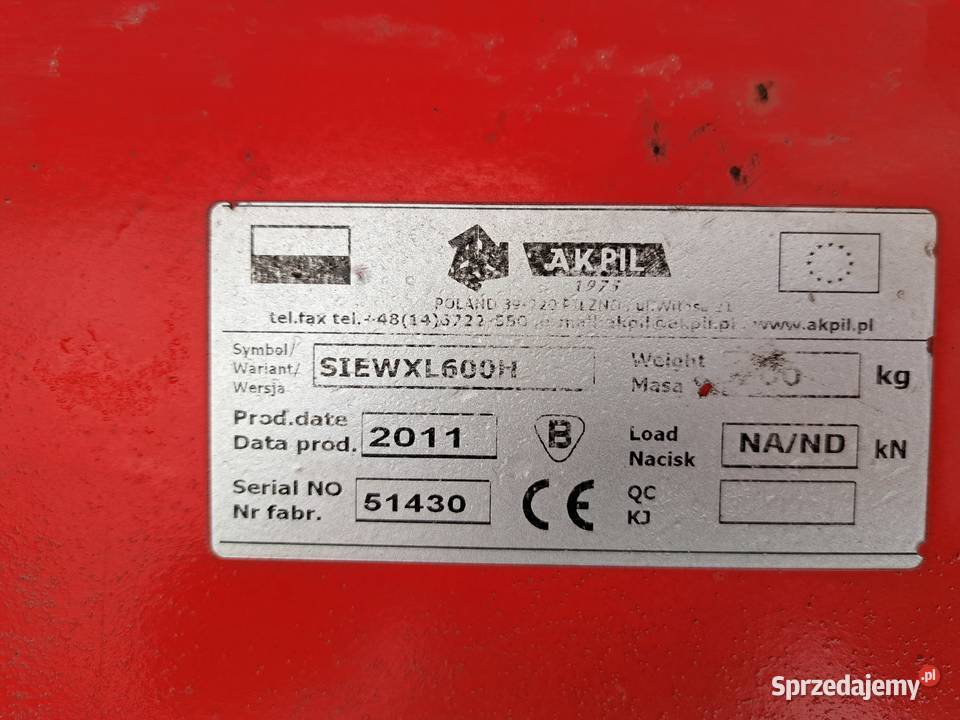 AKPIL
1975
POLAND 39-220 PILZNO, ul.Witosa
tel.fax tel.+48(14)6722-550 e-mail:akpil@akpil.pl www.akpil.pl
Symbol/
Wariant/
Wersja
SIEWXL600H
Weight
Masa
kg
Prod.date
Data prod.
2011
B
Load
Nacisk
NA/ND
kN
Serial NO
Nr fabr.
51430
CE
QC
KJ
Sprzedajemy.pl